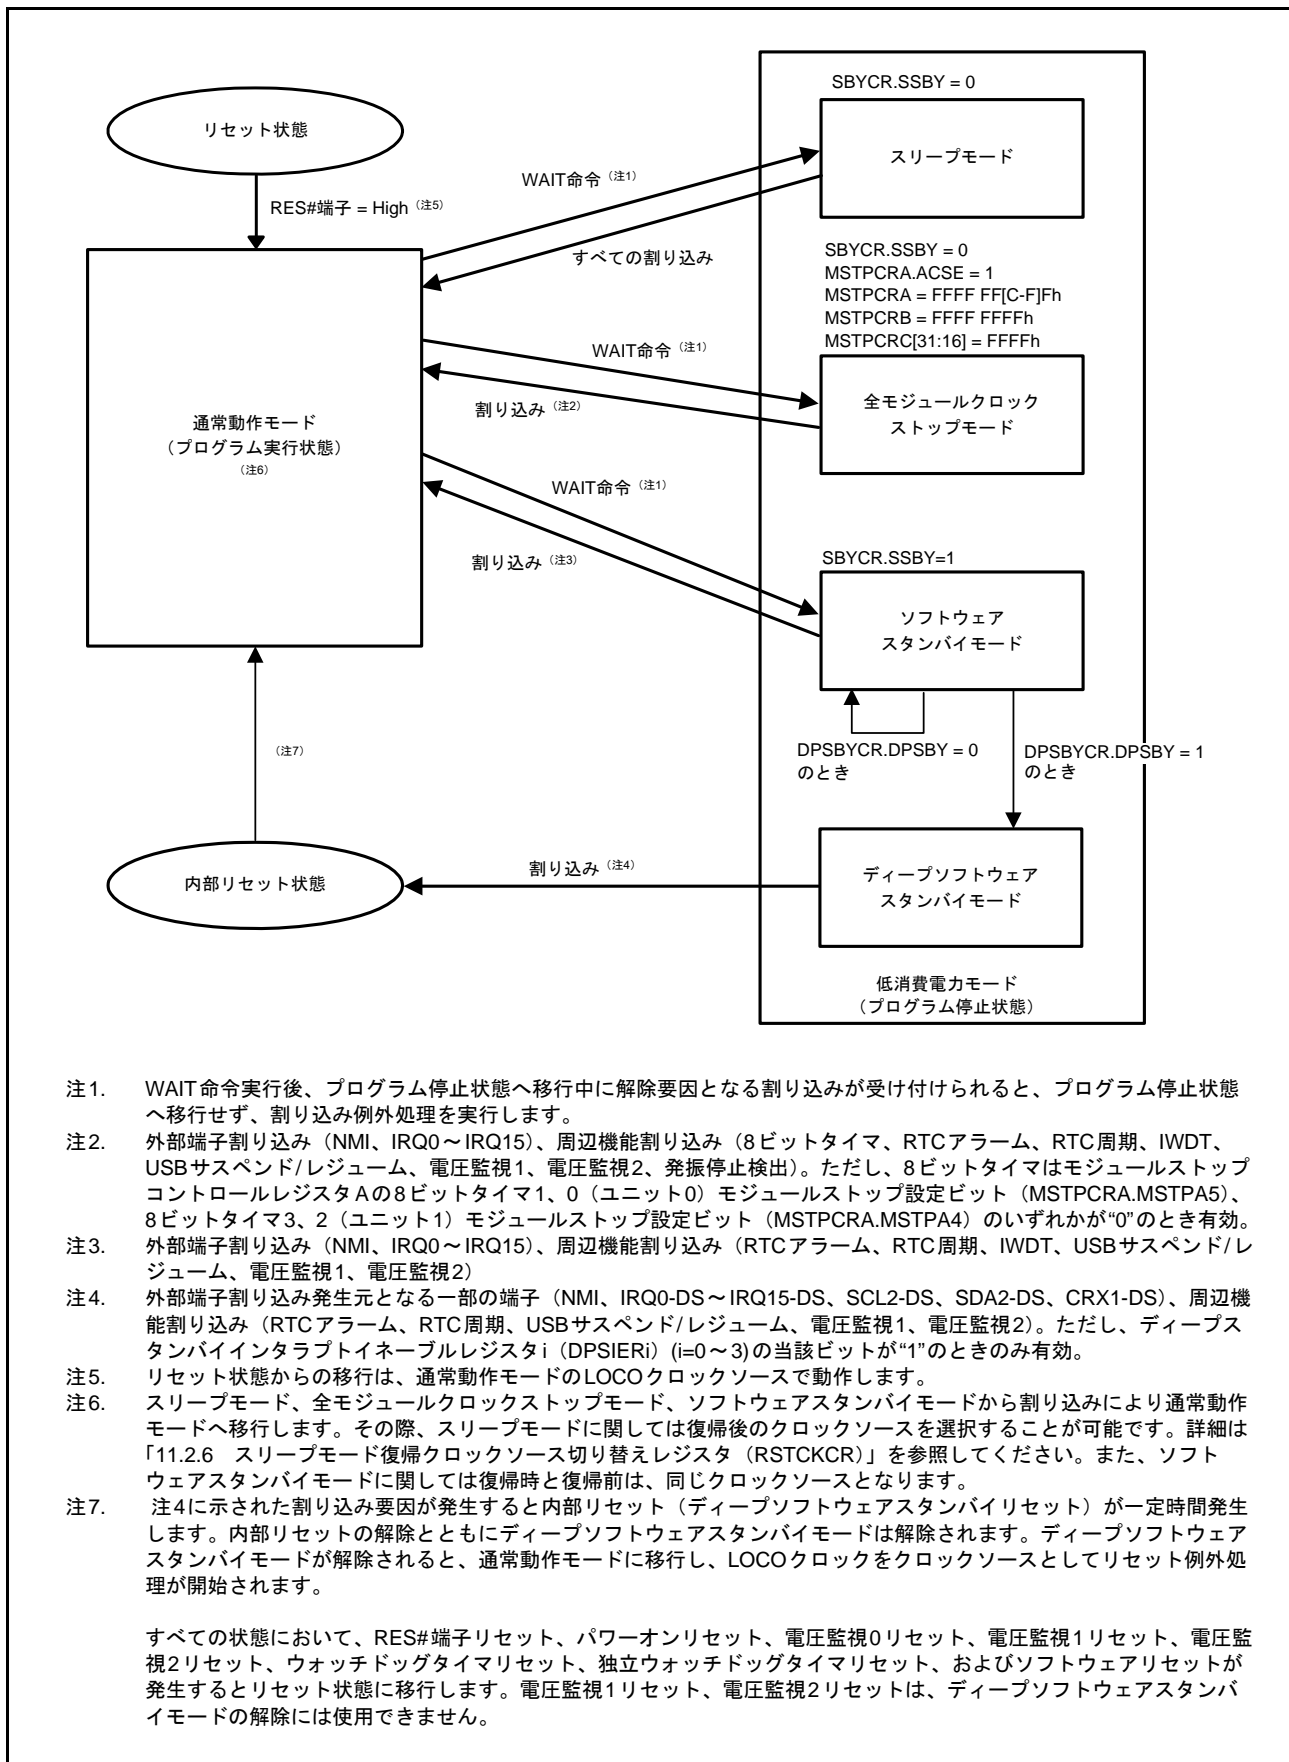 リセット状態
RES#端子 = High（注5）
SBYCR.SSBY = 0
スリープモード
WAIT命令（注1）
すべての割り込み
SBYCR.SSBY = 0
MSTPCRA.ACSE = 1
MSTPCRA = FFFF FF[C-F]Fh
MSTPCRB = FFFF FFFFh
MSTPCRC[31:16] = FFFFh
WAIT命令（注1）
割り込み（注2）
全モジュールクロック
ストップモード
通常動作モード
（プログラム実行状態）
（注6）
WAIT命令（注1）
割り込み（注3）
SBYCR.SSBY=1
ソフトウェア
スタンバイモード
DPSBYCR.DPSBY = 0
のとき
DPSBYCR.DPSBY = 1
のとき
（注7）
内部リセット状態
割り込み（注4）
ディープソフトウェア
スタンバイモード
低消費電力モード
（プログラム停止状態）
注1. WAIT命令実行後、プログラム停止状態へ移行中に解除要因となる割り込みが受け付けられると、プログラム停止状態
へ移行せず、割り込み例外処理を実行します。
注2. 外部端子割り込み（NMI、IRQ0～IRQ15）、周辺機能割り込み（8ビットタイマ、RTCアラーム、RTC周期、IWDT、
USBサスペンド/レジューム、電圧監視1、電圧監視2、発振停止検出）。ただし、8ビットタイマはモジュールストップ
コントロールレジスタAの8ビットタイマ1、0（ユニット0）モジュールストップ設定ビット（MSTPCRA.MSTPA5）、
8ビットタイマ3、2（ユニット1）モジュールストップ設定ビット（MSTPCRA.MSTPA4）のいずれかが“0”のとき有効。
注3. 外部端子割り込み（NMI、IRQ0～IRQ15）、周辺機能割り込み（RTCアラーム、RTC周期、IWDT、USBサスペンド/レ
ジューム、電圧監視1、電圧監視2）
注4. 外部端子割り込み発生元となる一部の端子（NMI、IRQ0-DS～IRQ15-DS、SCL2-DS、SDA2-DS、CRX1-DS）、周辺機
能割り込み（RTCアラーム、RTC周期、USBサスペンド/レジューム、電圧監視1、電圧監視2）。ただし、ディープス
タンバイインタラプトイネーブルレジスタi（DPSIERi）(i=0～3)の当該ビットが“1”のときのみ有効。
注5. リセット状態からの移行は、通常動作モードのLOCOクロックソースで動作します。
注6. スリープモード、全モジュールクロックストップモード、ソフトウェアスタンバイモードから割り込みにより通常動作
モードへ移行します。その際、スリープモードに関しては復帰後のクロックソースを選択することが可能です。詳細は
「11.2.6 スリープモード復帰クロックソース切り替えレジスタ（RSTCKCR）」を参照してください。また、ソフト
ウェアスタンバイモードに関しては復帰時と復帰前は、同じクロックソースとなります。
注7. 注4に示された割り込み要因が発生すると内部リセット（ディープソフトウェアスタンバイリセット）が一定時間発生
します。内部リセットの解除とともにディープソフトウェアスタンバイモードは解除されます。ディープソフトウェア
スタンバイモードが解除されると、通常動作モードに移行し、LOCOクロックをクロックソースとしてリセット例外処
理が開始されます。
すべての状態において、RES#端子リセット、パワーオンリセット、電圧監視0リセット、電圧監視1リセット、電圧監
視2リセット、ウォッチドッグタイマリセット、独立ウォッチドッグタイマリセット、およびソフトウェアリセットが
発生するとリセット状態に移行します。電圧監視1リセット、電圧監視2リセットは、ディープソフトウェアスタンバ
イモードの解除には使用できません。